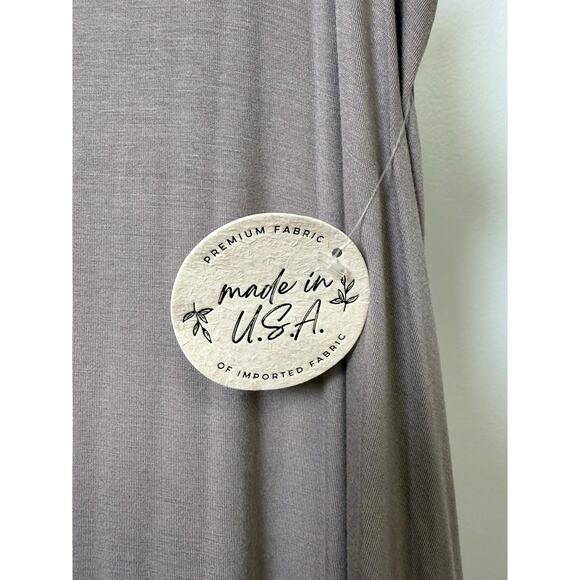 PREMIUM FABRIC
made in
U.S.A.
OF IMPORTED FABRIC